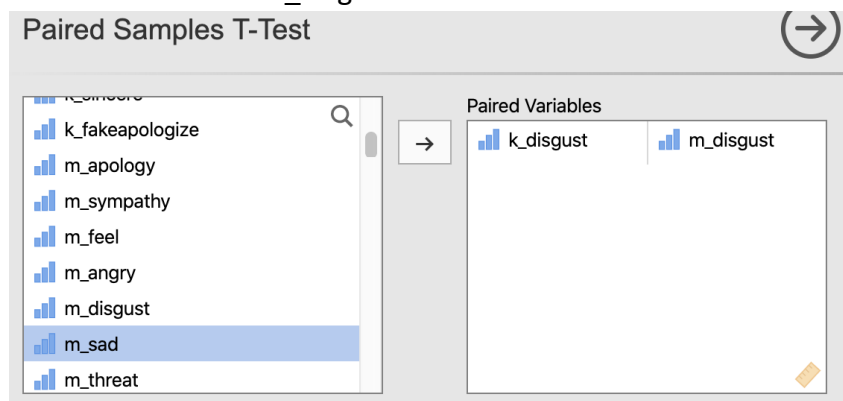 Paired Samples T-Test
Paired Variables
k_fakeapologize
m_apology
m_sympathy
m_feel
m_angry
m_disgust
m_sad
m_threat
k_disgust m_disgust